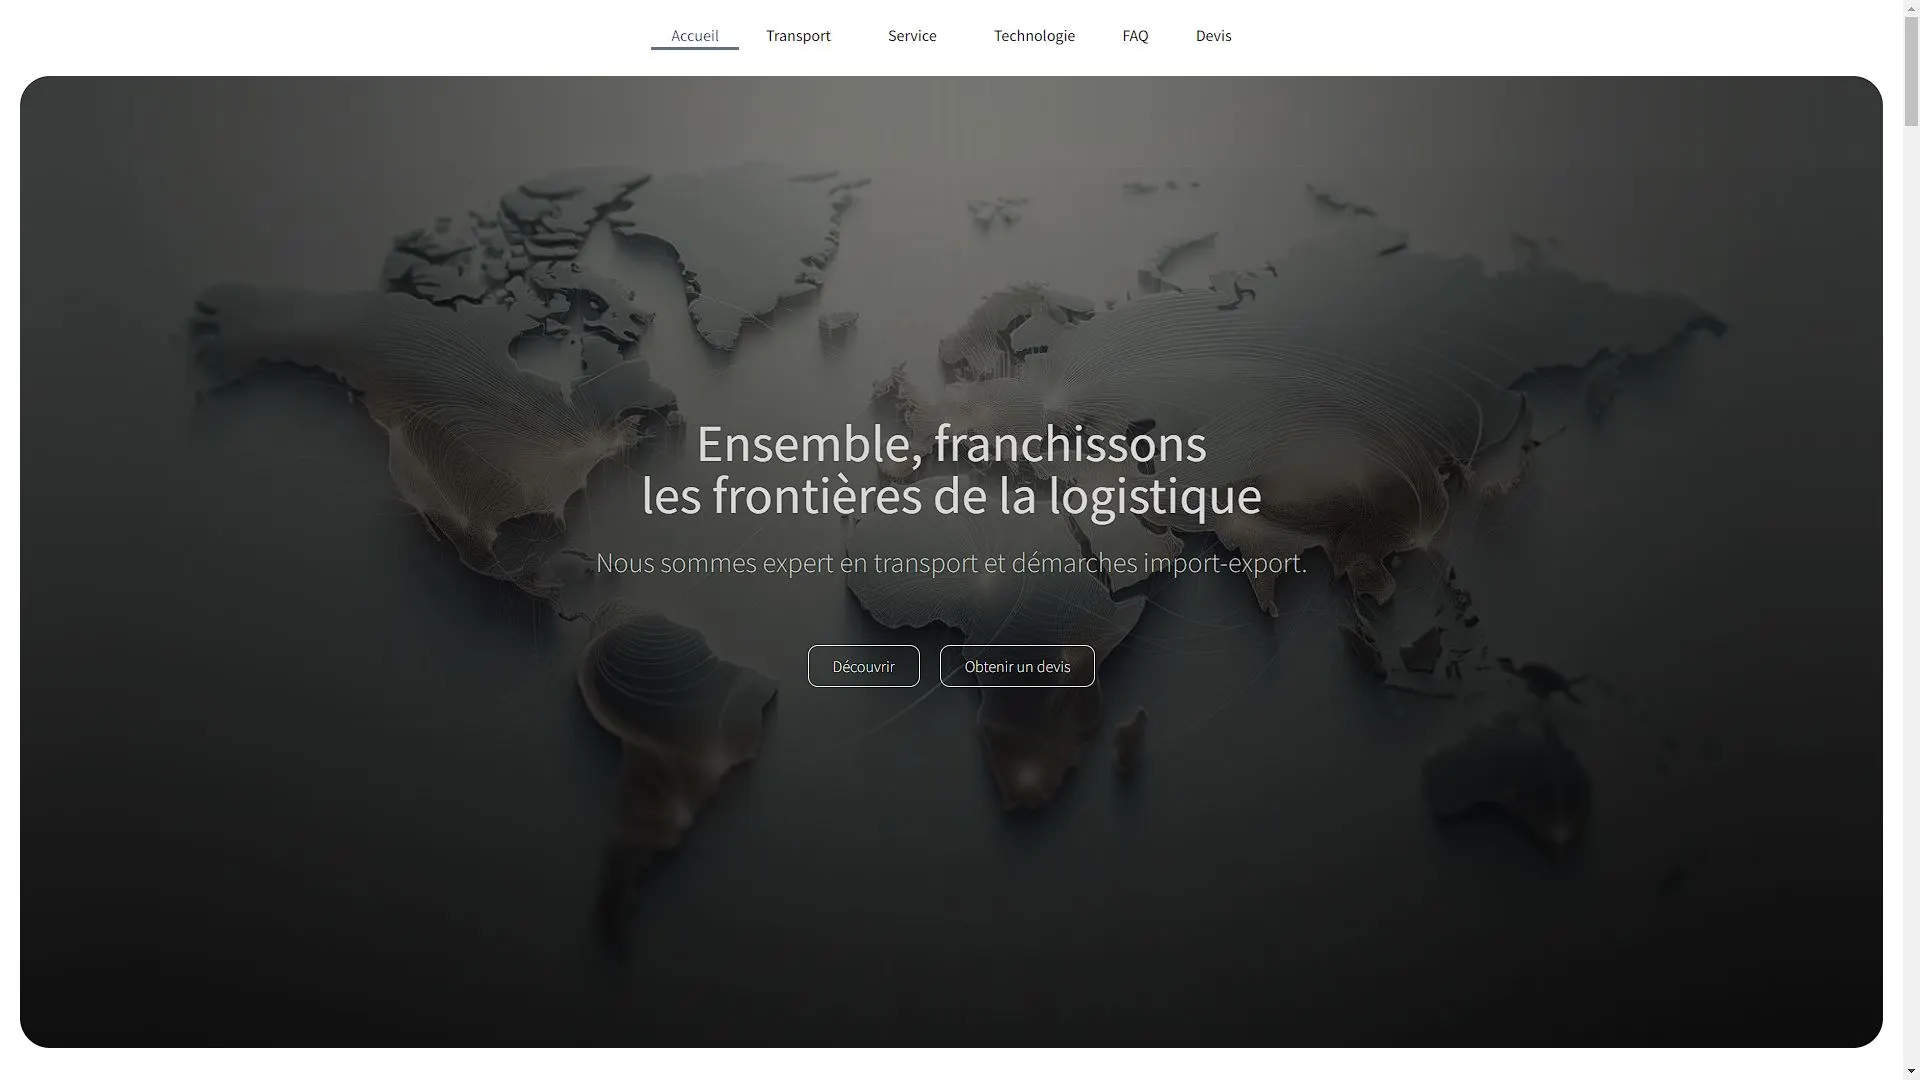 Accueil Transport Service Technologie FAQ Devis
Ensemble, franchissons
les frontières de la logistique
Nous sommes expert en transport et démarches import-export.
Découvrir Obtenir un devis